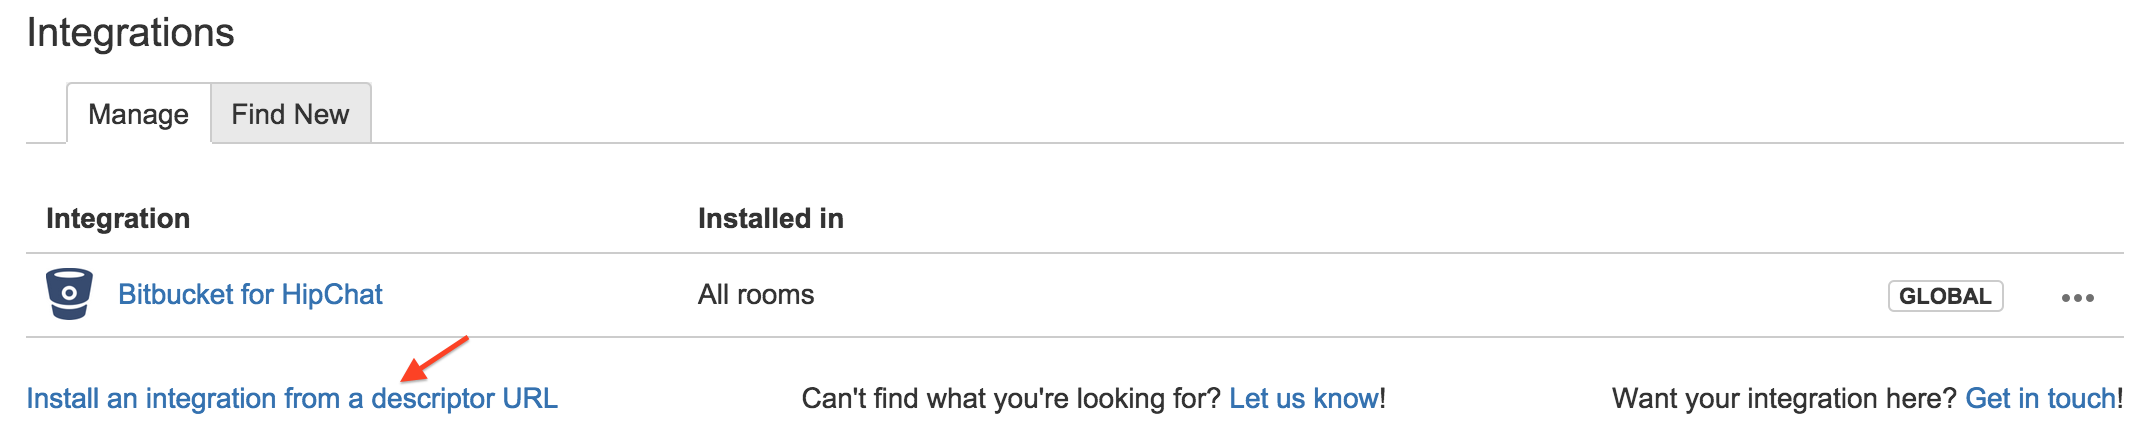 Integrations
Manage Find New
Integration Installed in
Bitbucket for HipChat All rooms GLOBAL
Install an integration from a descriptor URL Can't find what you're looking for? Let us know! Want your integration here? Get in touch!